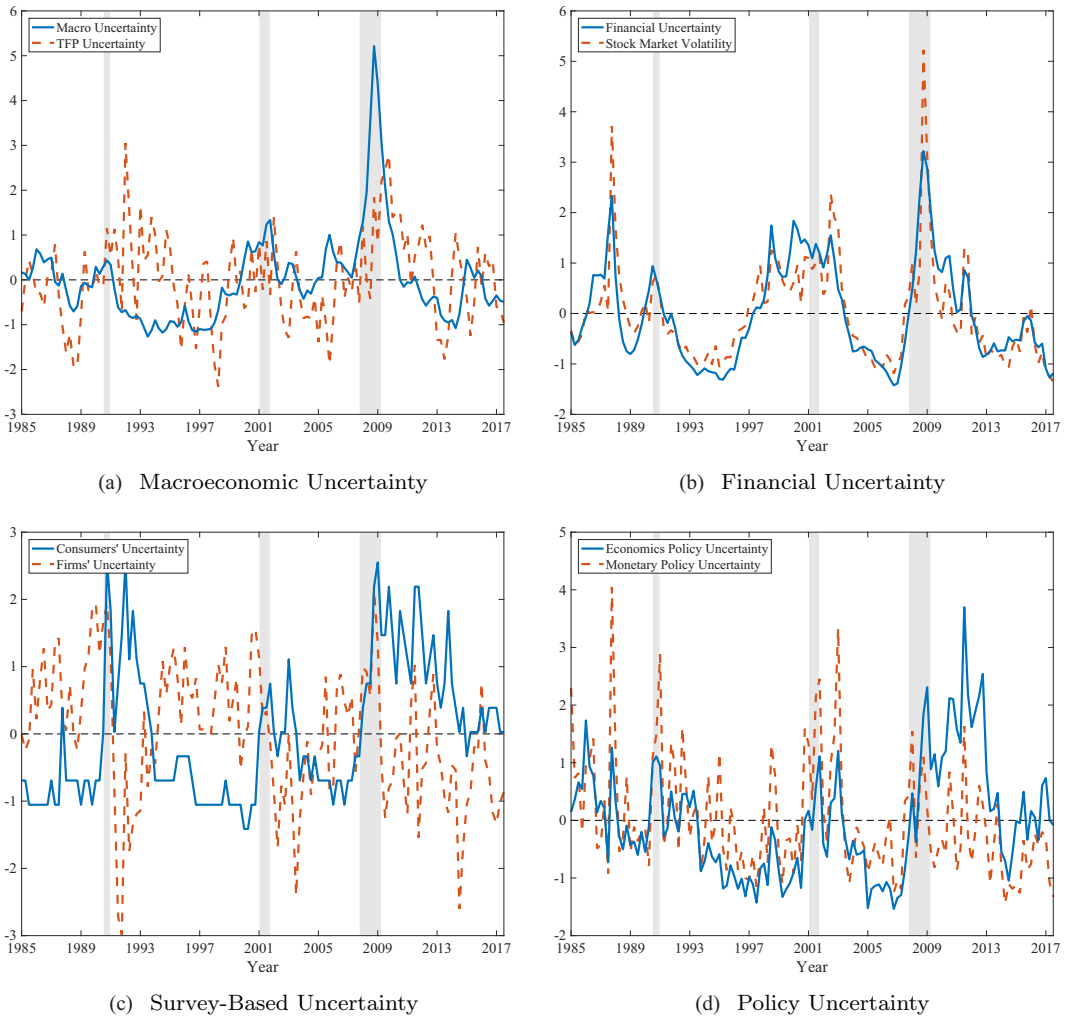 6
5
4
3
2
1
0
-1
-2
-3
Macro Uncertainty
TFP Uncertainty
1985 1989 1993 1997 2001 2005 2009 2013 2017
Year
(a) Macroeconomic Uncertainty
6
5
4
3
2
1
0
-1
-2
Financial Uncertainty
Stock Market Volatility
1985 1989 1993 1997 2001 2005 2009 2013 2017
Year
(b) Financial Uncertainty
3
2
1
0
-1
-2
-3
Consumers' Uncertainty
Firms' Uncertainty
1985 1989 1993 1997 2001 2005 2009 2013 2017
Year
(c) Survey-Based Uncertainty
5
4
3
2
1
0
-1
-2
Economics Policy Uncertainty
Monetary Policy Uncertainty
1985 1989 1993 1997 2001 2005 2009 2013 2017
Year
(d) Policy Uncertainty